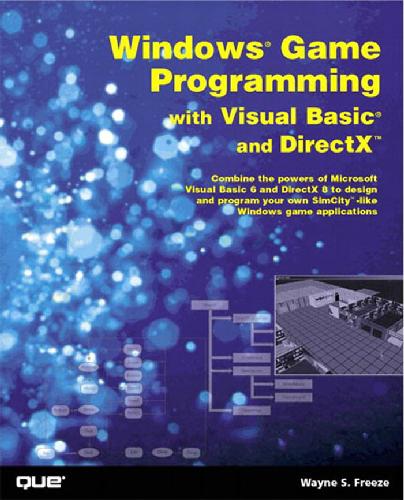 Windows® Game
Programming
with Visual Basic®
and DirectX™
Combine the powers of Microsoft
Visual Basic 6 and DirectX 8 to design
and program your own SimCity™-like
Windows game applications
QUE®
Wayne S. Freeze